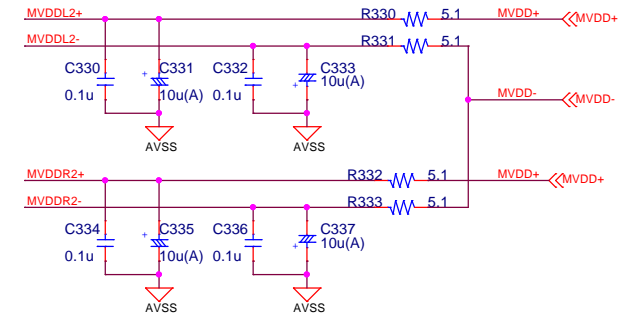 MVDDL2+ R330 5.1 MVDD+ MVDD+
MVDDL2- R331 5.1
C330 C331 C332 C333
+ + 10u(A)
0.1u 10u(A) 0.1u
MVDD- MVDD-
AVSS AVSS
MVDDR2+ R332 5.1 MVDD+ MVDD+
MVDDR2- R333 5.1
C334 C335 C336 C337
+ + 10u(A)
0.1u 10u(A) 0.1u
AVSS AVSS